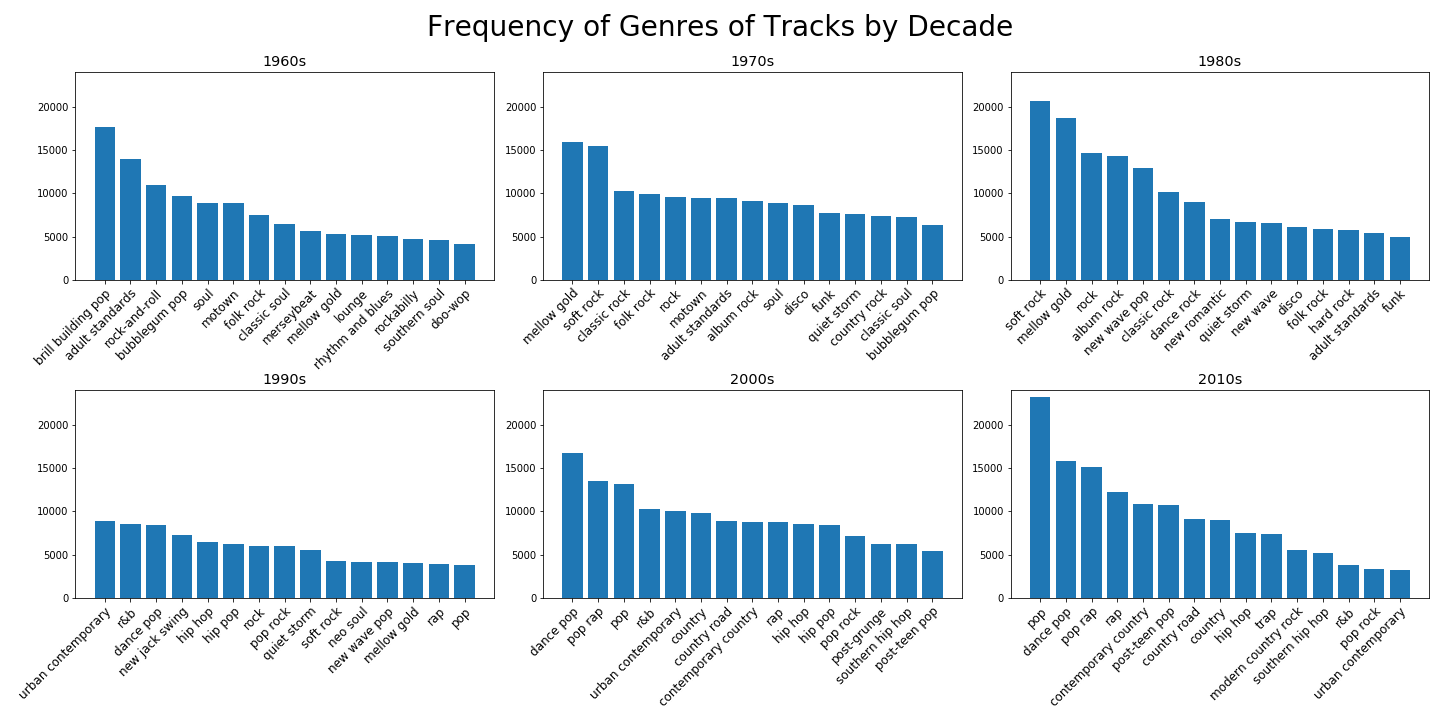 Frequency of Genres of Tracks by Decade
1960s
20000
15000
10000
5000
0
brill building pop
adult standards
rock-and-roll
bubblegum pop
soul
motown
folk rock
classic soul
merseybeat
mellow gold
lounge
rhythm and blues
rockabilly
southern soul
doo-wop
1970s
20000
15000
10000
5000
0
mellow gold
soft rock
classic rock
folk rock
rock
motown
adult standards
album rock
soul
disco
funk
quiet storm
country rock
classic soul
bubblegum pop
1980s
20000
15000
10000
5000
0
soft rock
mellow gold
rock
album rock
new wave pop
classic rock
dance rock
new romantic
quiet storm
new wave
disco
folk rock
hard rock
adult standards
funk
1990s
20000
15000
10000
5000
0
urban contemporary
r&b
dance pop
new jack swing
hip hop
hip pop
rock
pop rock
quiet storm
soft rock
neo soul
new wave pop
mellow gold
rap
pop
2000s
20000
15000
10000
5000
0
dance pop
pop rap
pop
r&b
urban contemporary
country
country road
contemporary country
rap
hip hop
hip pop
pop rock
post-grunge
southern hip hop
post-teen pop
2010s
20000
15000
10000
5000
0
pop
dance pop
pop rap
rap
contemporary country
post-teen pop
country road
country
hip hop
trap
modern country rock
southern hip hop
r&b
pop rock
urban contemporary